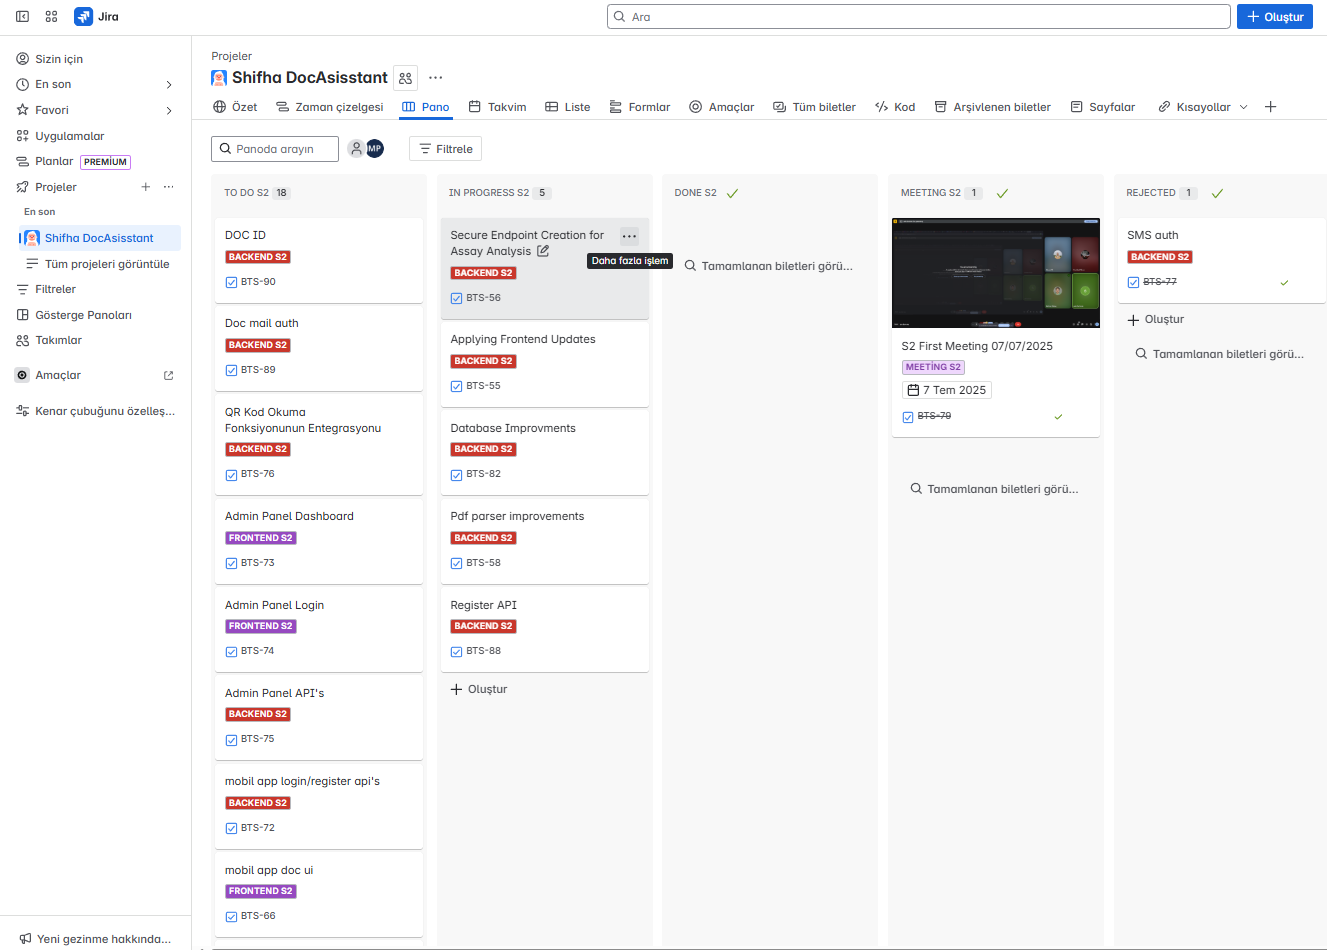 Jira
Ara
Oluştur
Sizin için
En son
Favori
Uygulamalar
Planlar PREMİUM
Projeler
En son
Shifha DocAsisstant
Tüm projeleri görüntüle
Filtreler
Gösterge Panoları
Takımlar
Amaçlar
Kenar çubuğunu özelleş...
Yeni gezinme hakkında...
Projeler
Shifha DocAsisstant
Özet
Zaman çizelgesi
Pano
Takvim
Liste
Formlar
Amaçlar
Tüm biletler
Kod
Arşivlenen biletler
Sayfalar
Kısayollar
Panoda arayın
MP
Filtrele
TO DO S2 18
DOC ID
BACKEND S2
BTS-90
Doc mail auth
BACKEND S2
BTS-89
QR Kod Okuma
Fonksiyonunun Entegrasyonu
BACKEND S2
BTS-76
Admin Panel Dashboard
FRONTEND S2
BTS-73
Admin Panel Login
FRONTEND S2
BTS-74
Admin Panel API's
BACKEND S2
BTS-75
mobil app login/register api's
BACKEND S2
BTS-72
mobil app doc ui
FRONTEND S2
BTS-66
IN PROGRESS S2 5
Secure Endpoint Creation for
Assay Analysis
Daha fazla işlem
BACKEND S2
BTS-56
Applying Frontend Updates
BACKEND S2
BTS-55
Database Improvments
BACKEND S2
BTS-82
Pdf parser improvements
BACKEND S2
BTS-58
Register API
BACKEND S2
BTS-88
Oluştur
DONE S2
Tamamlanan biletleri görü...
MEETING S2 1
S2 First Meeting 07/07/2025
MEETİNG S2
7 Tem 2025
BTS-79
Tamamlanan biletleri görü...
REJECTED 1
SMS auth
BACKEND S2
BTS-77
Oluştur
Tamamlanan biletleri görü...